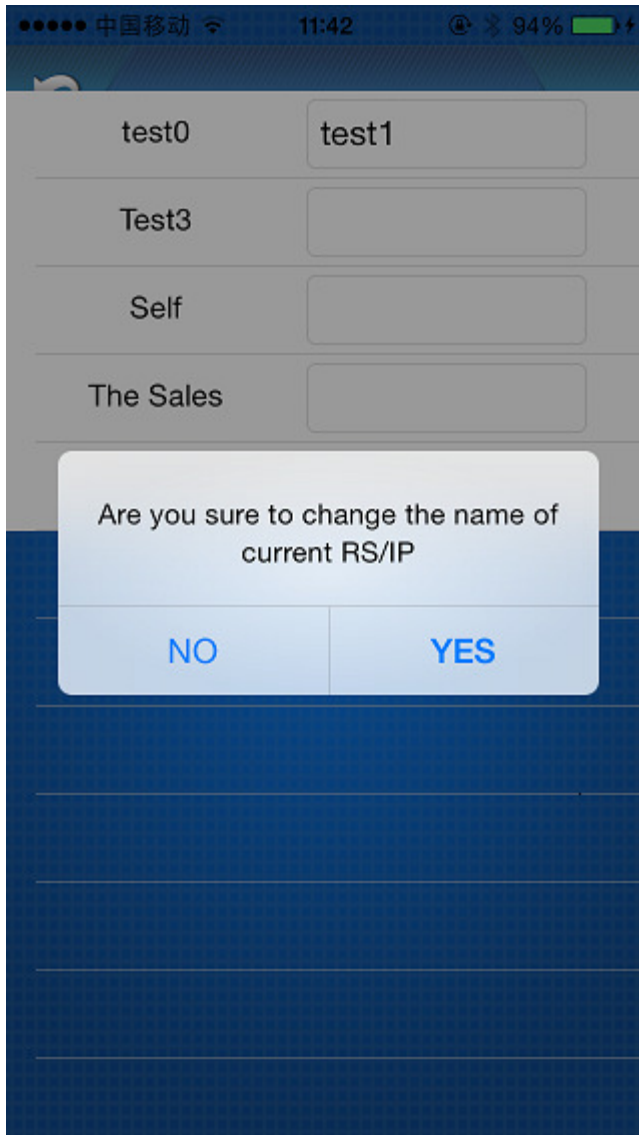 中国移动 11:42 94%
test0 test1
Test3
Self
The Sales
Are you sure to change the name of
current RS/IP
NO YES